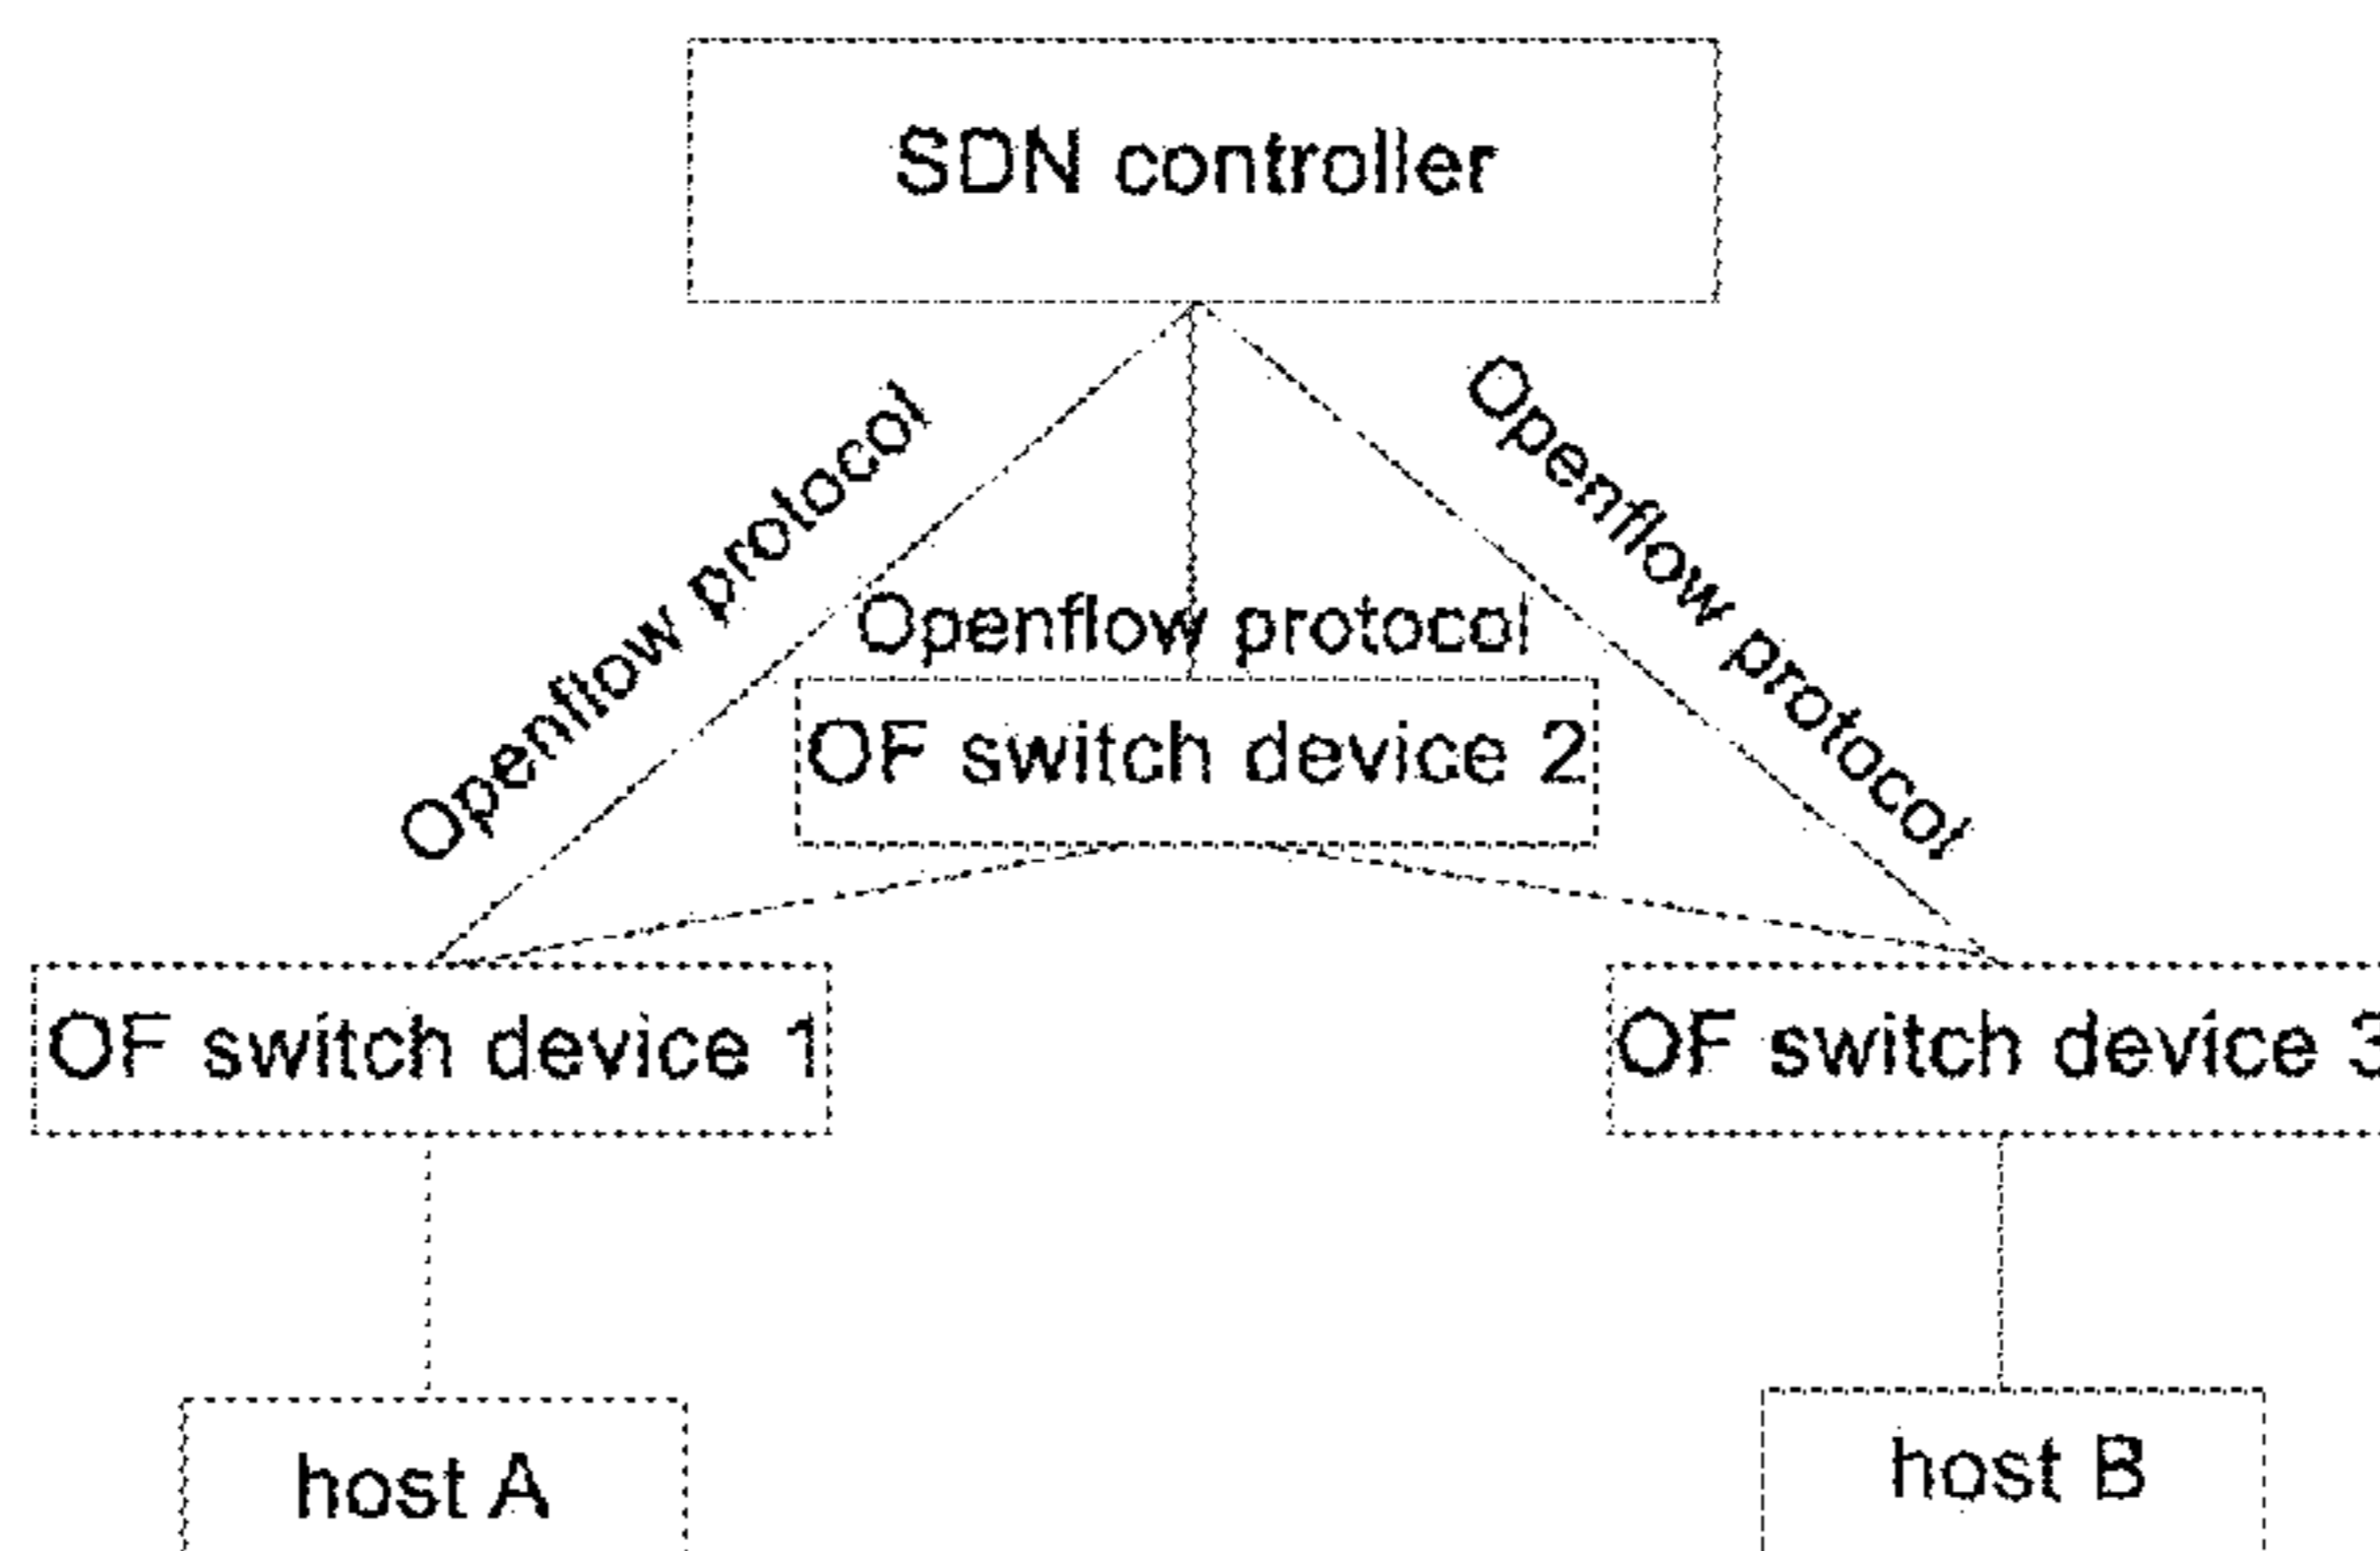 SDN controller
Openflow protocol
Openflow protocol
Openflow protocol
OF switch device 2
OF switch device 1
OF switch device 3
host A
host B